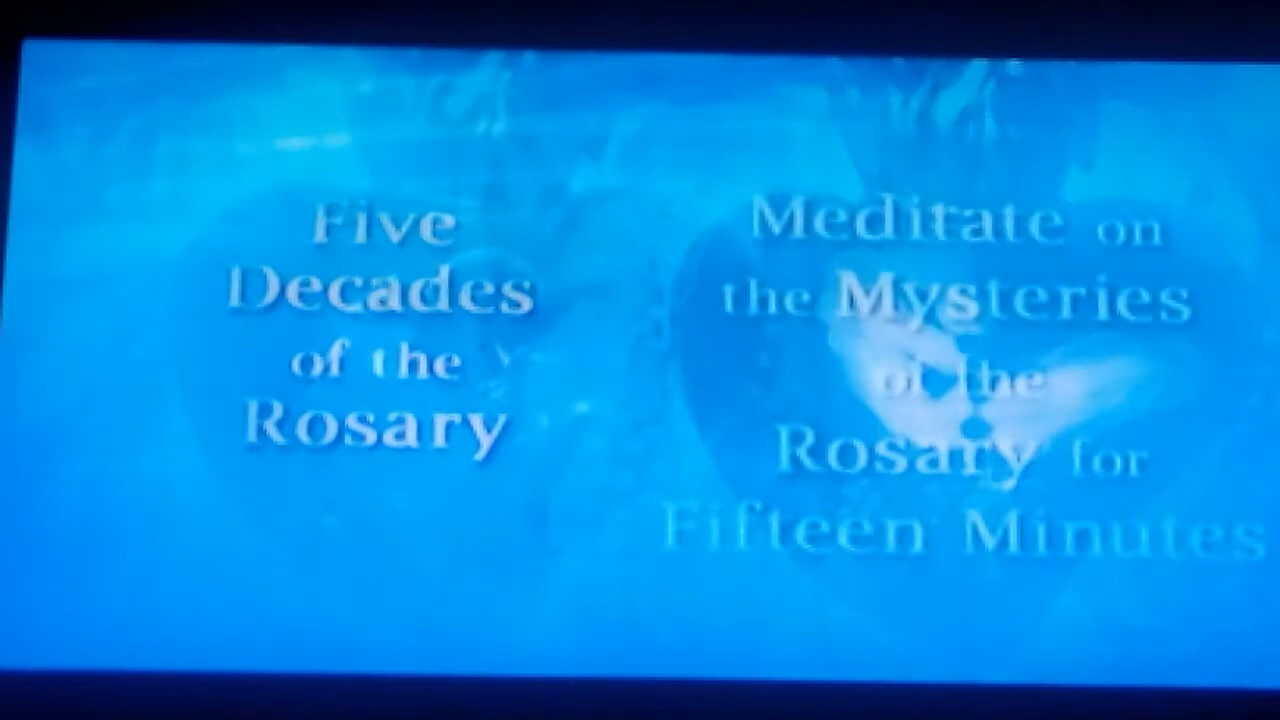 Five
Decades
of the
Rosary
Meditate on
the Mysteries
of the
Rosary for
Fifteen Minutes